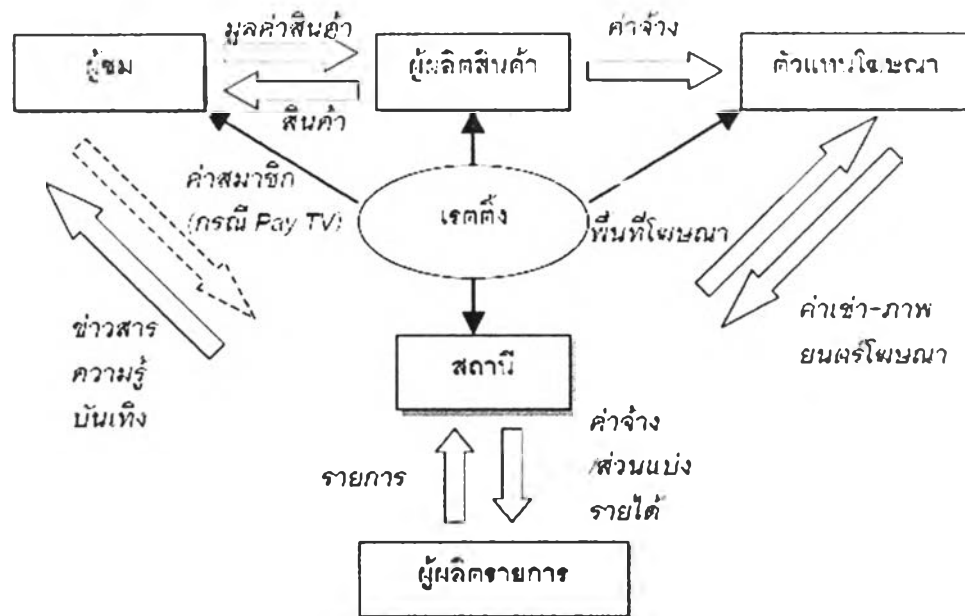 มูลค่าสินค้า
ค่าจ้าง
ผู้ชม
ผู้ผลิตสินค้า
ตัวแทนโฆษณา
สินค้า
ค่าสมาชิก
(กรณี Pay TV)
เรตติ้ง
พื้นที่โฆษณา
ข่าวสาร
ความรู้
บันเทิง
ค่าเช่า-ภาพ
ยนตร์โฆษณา
สถานี
รายการ
ค่าจ้าง
/ส่วนแบ่ง
รายได้
ผู้ผลิตรายการ